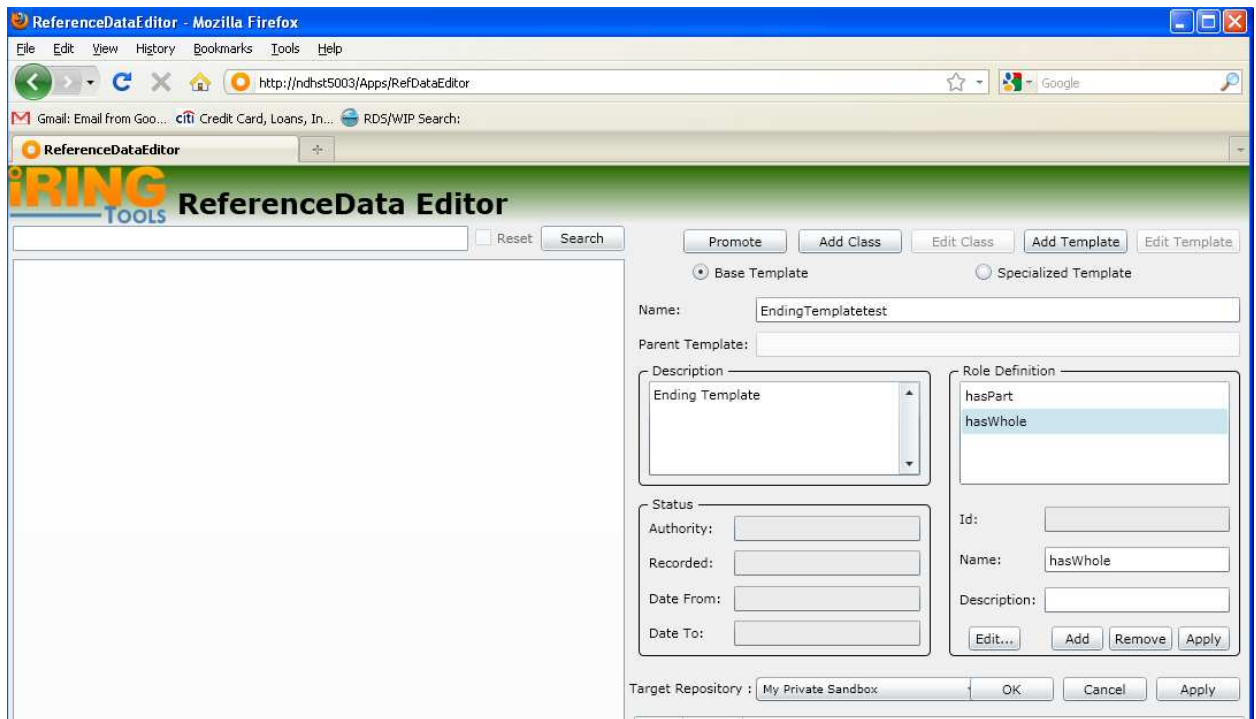 ReferenceDataEditor - Mozilla Firefox
File Edit View History Bookmarks Tools Help
http://ndhst5003/Apps/RefDataEditor
Google
Gmail: Email from Goo... citi Credit Card, Loans, In... RDS/WIP Search:
ReferenceDataEditor
iRING TOOLS ReferenceData Editor
Reset Search
Promote Add Class Edit Class Add Template Edit Template
Base Template Specialized Template
Name: EndingTemplatetest
Parent Template:
Description
Ending Template
Role Definition
hasPart
hasWhole
Status
Authority:
Recorded:
Date From:
Date To:
Id:
Name: hasWhole
Description:
Edit... Add Remove Apply
Target Repository : My Private Sandbox OK Cancel Apply